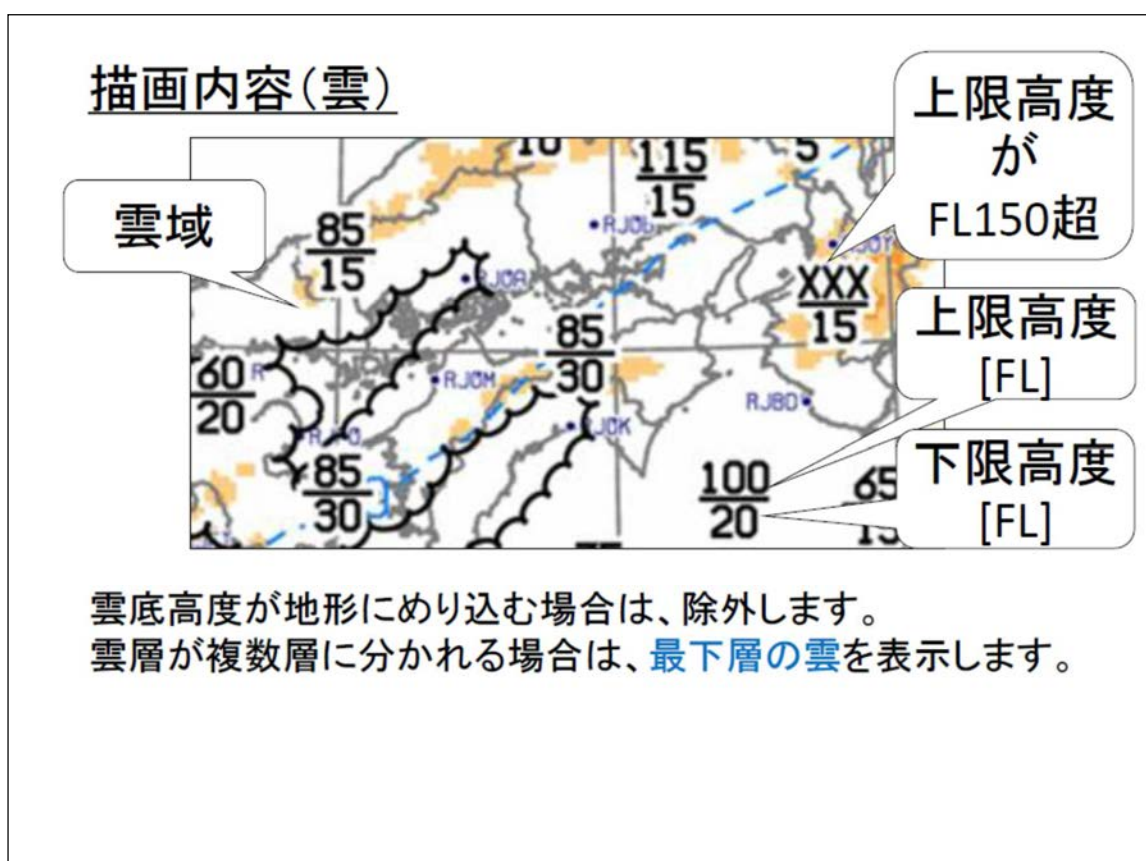 描画内容(雲)
上限高度
が
FL150超
雲域
10
115
15
5
85
15
RJOB
RJOA
RJOY
XXX
15
上限高度
[FL]
85
30
60
20
RJOM
RJBD
RJOK
下限高度
[FL]
85
30
100
20
65
15
雲底高度が地形にめり込む場合は、除外します。
雲層が複数層に分かれる場合は、最下層の雲を表示します。